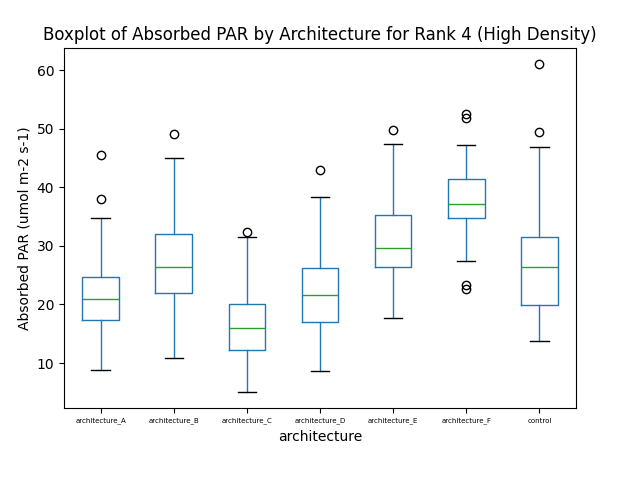 Boxplot of Absorbed PAR by Architecture for Rank 4 (High Density)
Absorbed PAR (umol m-2 s-1)
60
50
40
30
20
10
architecture_A architecture_B architecture_C architecture_D architecture_E architecture_F control
architecture